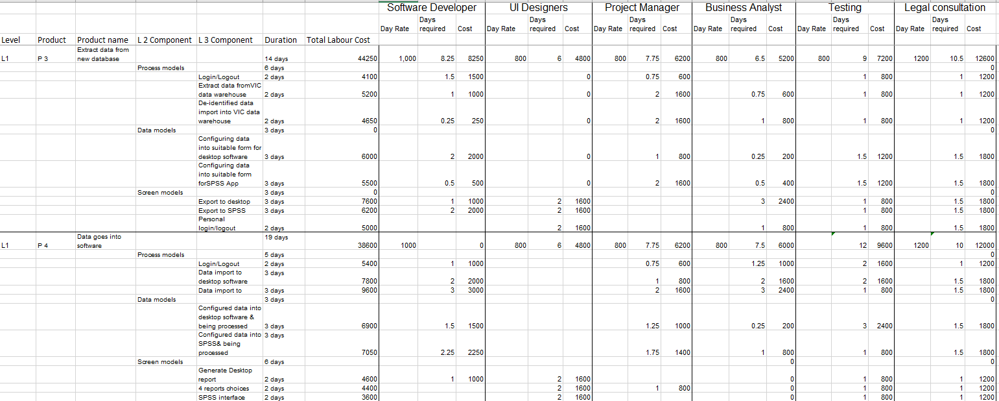 Software Developer UI Designers Project Manager Business Analyst Testing Legal consultation
Day Rate Days required Cost Day Rate Days required Cost Day Rate Days required Cost Day Rate Days required Cost Day Rate Days required Cost Day Rate Days required Cost
Level Product Product name L 2 Component L 3 Component Duration Total Labour Cost
L1 P 3 Extract data from new database 14 days 44250 1,000 8.25 8250 800 6 4800 800 7.75 6200 800 6.5 5200 800 9 7200 1200 10.5 12600
Process models 6 days 0
Login/Logout 2 days 4100 1.5 1500 0 0.75 600 1 800 1 1200
Extract data fromVIC data warehouse 2 days 5200 1 1000 0 2 1600 0.75 600 1 800 1 1200
De-identified data import into VIC data warehouse 2 days 4650 0.25 250 0 2 1600 1 800 1 800 1 1200
Data models 3 days 0 0
Configuring data into suitable form for desktop software 3 days 6000 2 2000 0 1 800 0.25 200 1.5 1200 1.5 1800
Configuring data into suitable form forSPSS App 3 days 5500 0.5 500 0 2 1600 0.5 400 1.5 1200 1.5 1800
Screen models 3 days 0 0
Export to desktop 3 days 7600 1 1000 2 1600 3 2400 1 800 1.5 1800
Export to SPSS 3 days 6200 2 2000 2 1600 1 800 1.5 1800
Personal login/logout 2 days 5000 2 1600 1 800 1 800 1.5 1800
L1 P 4 Data goes into software 19 days 38600 1000 0 800 6 4800 800 7.75 6200 800 7.5 6000 12 9600 1200 10 12000
Process models 5 days 0
Login/Logout 2 days 5400 1 1000 0.75 600 1.25 1000 2 1600 1 1200
Data import to desktop software 3 days 7800 2 2000 1 800 2 1600 2 1600 1.5 1800
Data import to 3 days 9600 3 3000 2 1600 3 2400 1 800 1.5 1800
Data models 3 days 0
Configured data into desktop software & being processed 3 days 6900 1.5 1500 1.25 1000 0.25 200 3 2400 1.5 1800
Configured data into SPSS& being processed 3 days 7050 2.25 2250 1.75 1400 1 800 1 800 1.5 1800
Screen models 6 days 0 0
Generate Desktop report 2 days 4600 1 1000 2 1600 0 1 800 1 1200
4 reports choices 2 days 4400 2 1600 1 800 0 1 800 1 1200
SPSS interface 2 days 3600 2 1600 0 1 800 1 1200